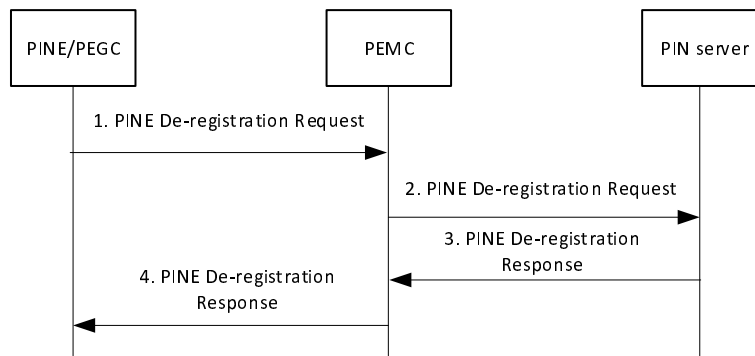 PINE/PEGC
PEMC
PIN server
1. PINE De-registration Request
2. PINE De-registration Request
3. PINE De-registration
Response
4. PINE De-registration
Response